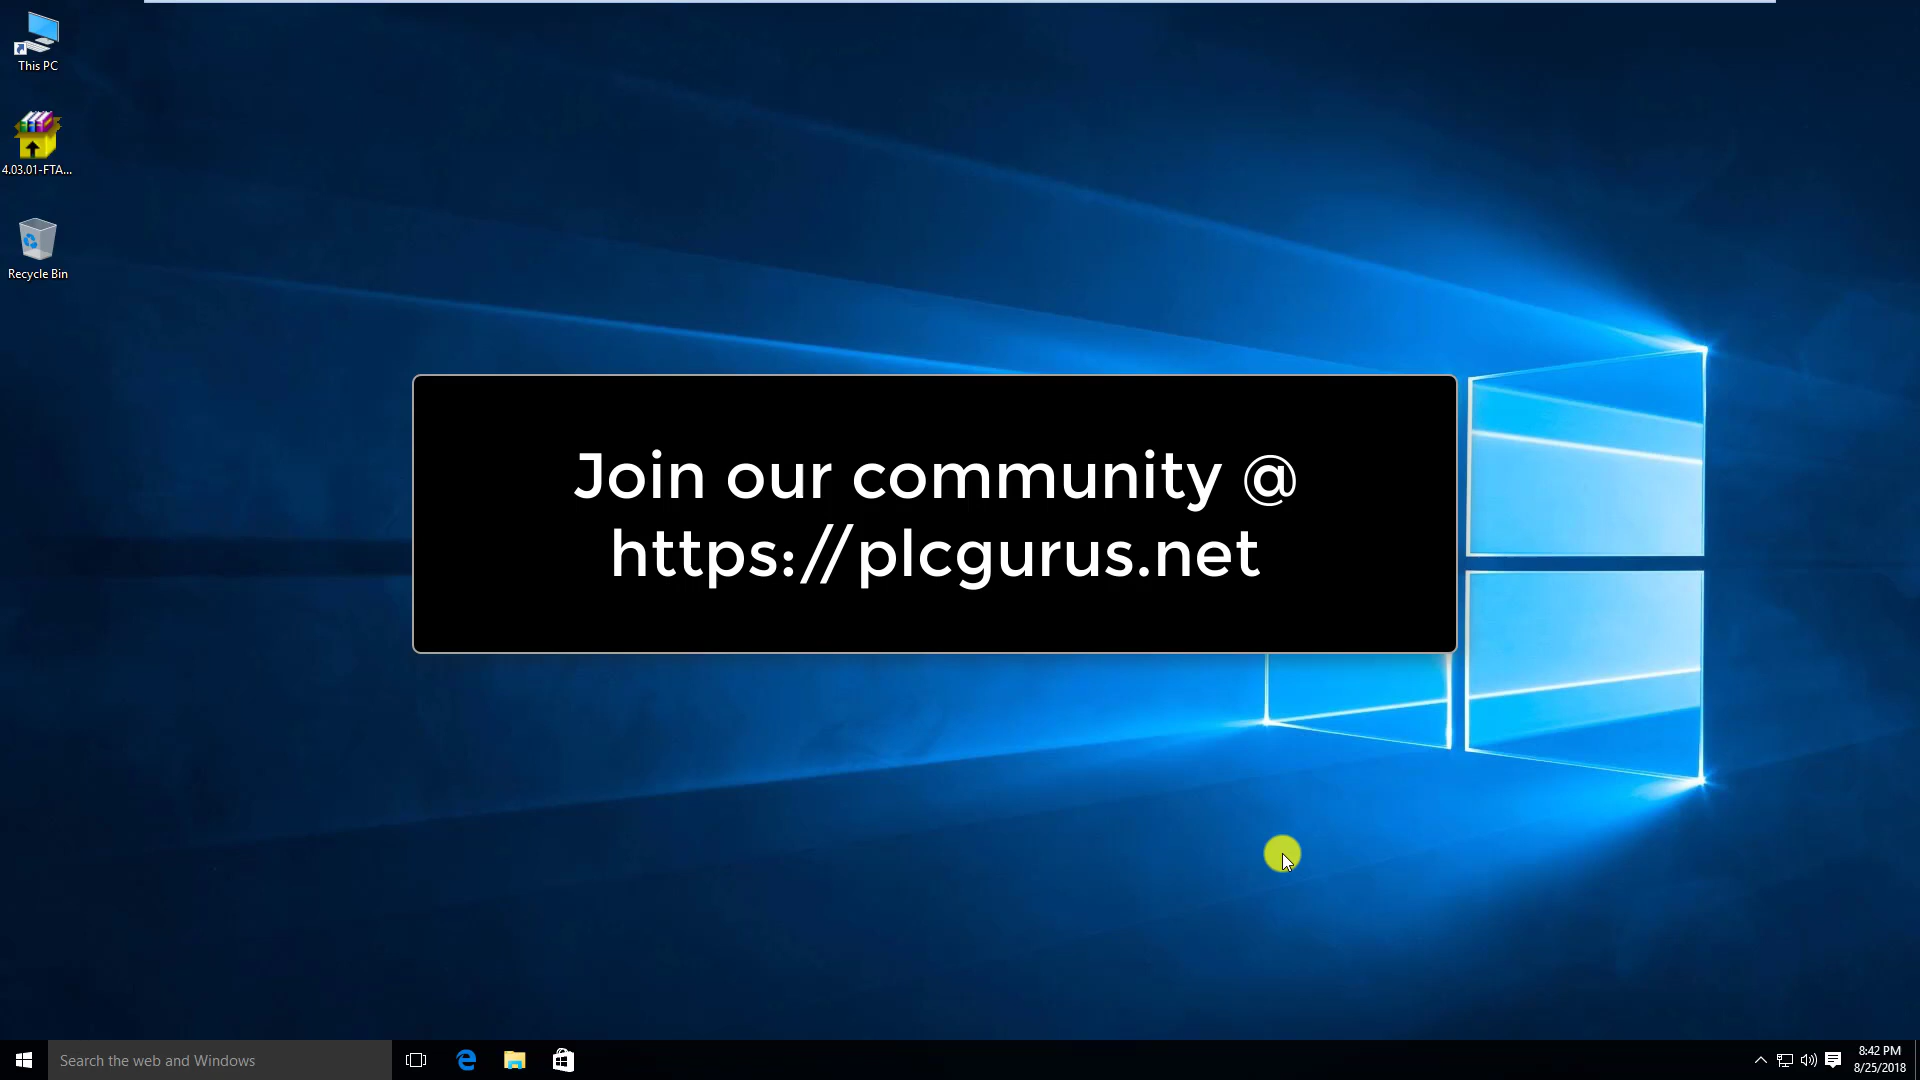 This PC
4.03.01-FTA...
Recycle Bin
Join our community @
https://plcgurus.net
Search the web and Windows
8:42 PM
8/25/2018